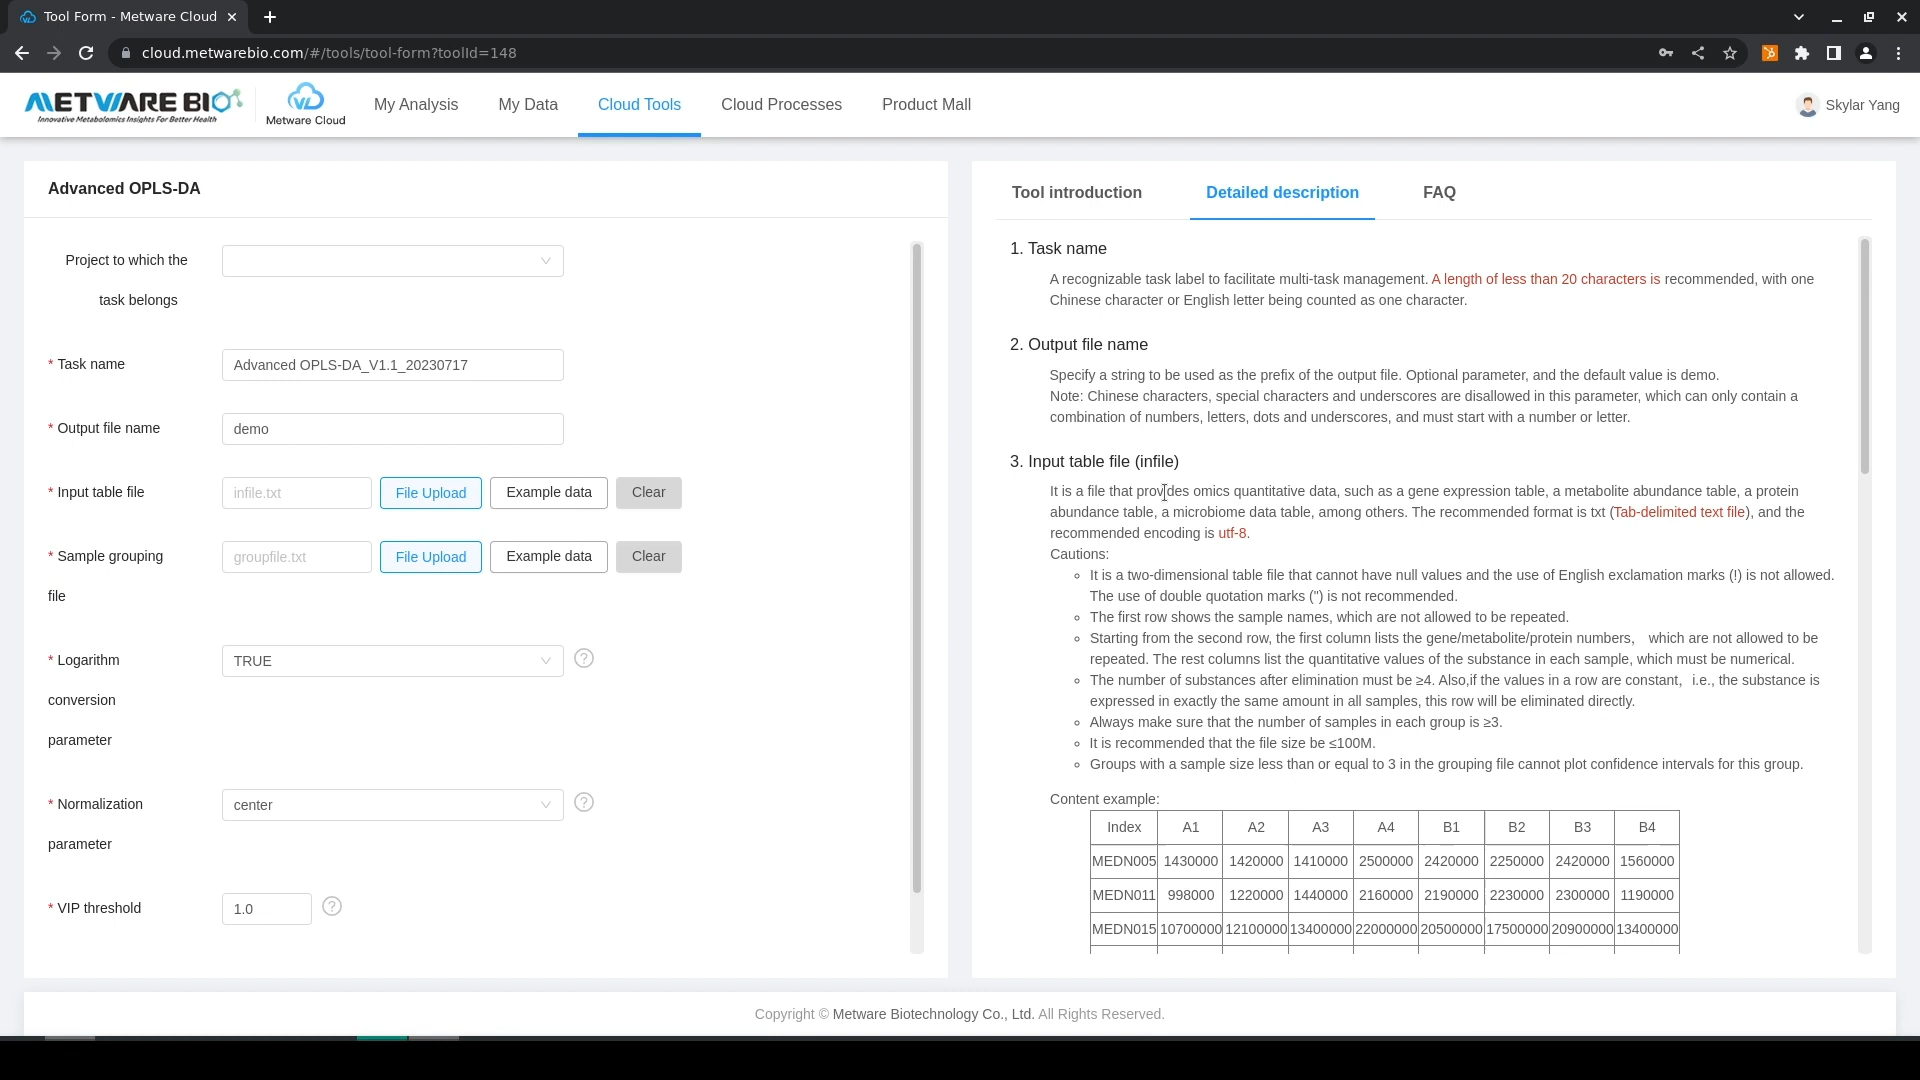 Tool Form - Metware Cloud
cloud.metwarebio.com/#/tools/tool-form?toolId=148
METWARE BIO
Innovative Metabolomics Insights For Better Health
Metware Cloud
My Analysis
My Data
Cloud Tools
Cloud Processes
Product Mall
Skylar Yang
Advanced OPLS-DA
Project to which the
task belongs
* Task name
Advanced OPLS-DA_V1.1_20230717
* Output file name
demo
* Input table file
infile.txt
File Upload
Example data
Clear
* Sample grouping
file
groupfile.txt
File Upload
Example data
Clear
* Logarithm
conversion
parameter
TRUE
?
* Normalization
parameter
center
?
* VIP threshold
1.0
?
Tool introduction
Detailed description
FAQ
1. Task name
A recognizable task label to facilitate multi-task management. A length of less than 20 characters is recommended, with one
Chinese character or English letter being counted as one character.
2. Output file name
Specify a string to be used as the prefix of the output file. Optional parameter, and the default value is demo.
Note: Chinese characters, special characters and underscores are disallowed in this parameter, which can only contain a
combination of numbers, letters, dots and underscores, and must start with a number or letter.
3. Input table file (infile)
It is a file that provides omics quantitative data, such as a gene expression table, a metabolite abundance table, a protein
abundance table, a microbiome data table, among others. The recommended format is txt (Tab-delimited text file), and the
recommended encoding is utf-8.
Cautions:
It is a two-dimensional table file that cannot have null values and the use of English exclamation marks (!) is not allowed.
The use of double quotation marks (") is not recommended.
The first row shows the sample names, which are not allowed to be repeated.
Starting from the second row, the first column lists the gene/metabolite/protein numbers， which are not allowed to be
repeated. The rest columns list the quantitative values of the substance in each sample, which must be numerical.
The number of substances after elimination must be ≥4. Also,if the values in a row are constant，i.e., the substance is
expressed in exactly the same amount in all samples, this row will be eliminated directly.
Always make sure that the number of samples in each group is ≥3.
It is recommended that the file size be ≤100M.
Groups with a sample size less than or equal to 3 in the grouping file cannot plot confidence intervals for this group.
Content example:
Index A1 A2 A3 A4 B1 B2 B3 B4
MEDN005 1430000 1420000 1410000 2500000 2420000 2250000 2420000 1560000
MEDN011 998000 1220000 1440000 2160000 2190000 2230000 2300000 1190000
MEDN015 10700000 12100000 13400000 22000000 20500000 17500000 20900000 13400000
Copyright © Metware Biotechnology Co., Ltd. All Rights Reserved.